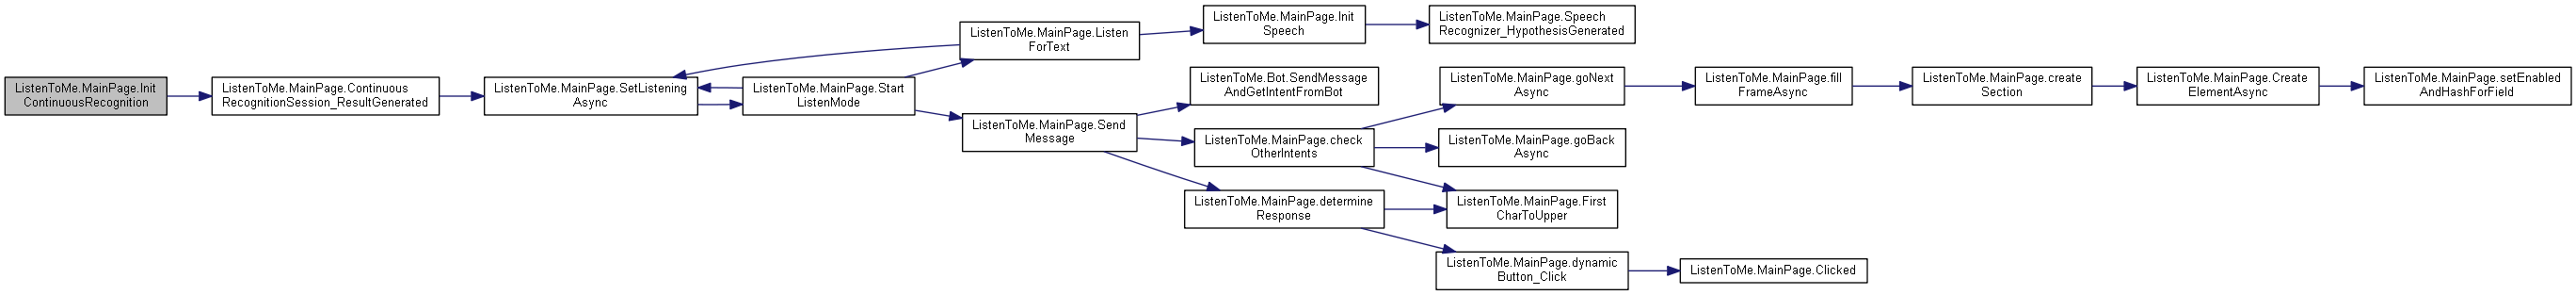 ListenToMe.MainPage.Init
ContinuousRecognition
ListenToMe.MainPage.Continuous
RecognitionSession_ResultGenerated
ListenToMe.MainPage.SetListening
Async
ListenToMe.MainPage.Start
ListenMode
ListenToMe.MainPage.Listen
ForText
ListenToMe.MainPage.Send
Message
ListenToMe.MainPage.Init
Speech
ListenToMe.MainPage.Speech
Recognizer_HypothesisGenerated
ListenToMe.Bot.SendMessage
AndGetIntentFromBot
ListenToMe.MainPage.check
OtherIntents
ListenToMe.MainPage.determine
Response
ListenToMe.MainPage.goNext
Async
ListenToMe.MainPage.goBack
Async
ListenToMe.MainPage.First
CharToUpper
ListenToMe.MainPage.dynamic
Button_Click
ListenToMe.MainPage.Clicked
ListenToMe.MainPage.fill
FrameAsync
ListenToMe.MainPage.create
Section
ListenToMe.MainPage.Create
ElementAsync
ListenToMe.MainPage.setEnabled
AndHashForField